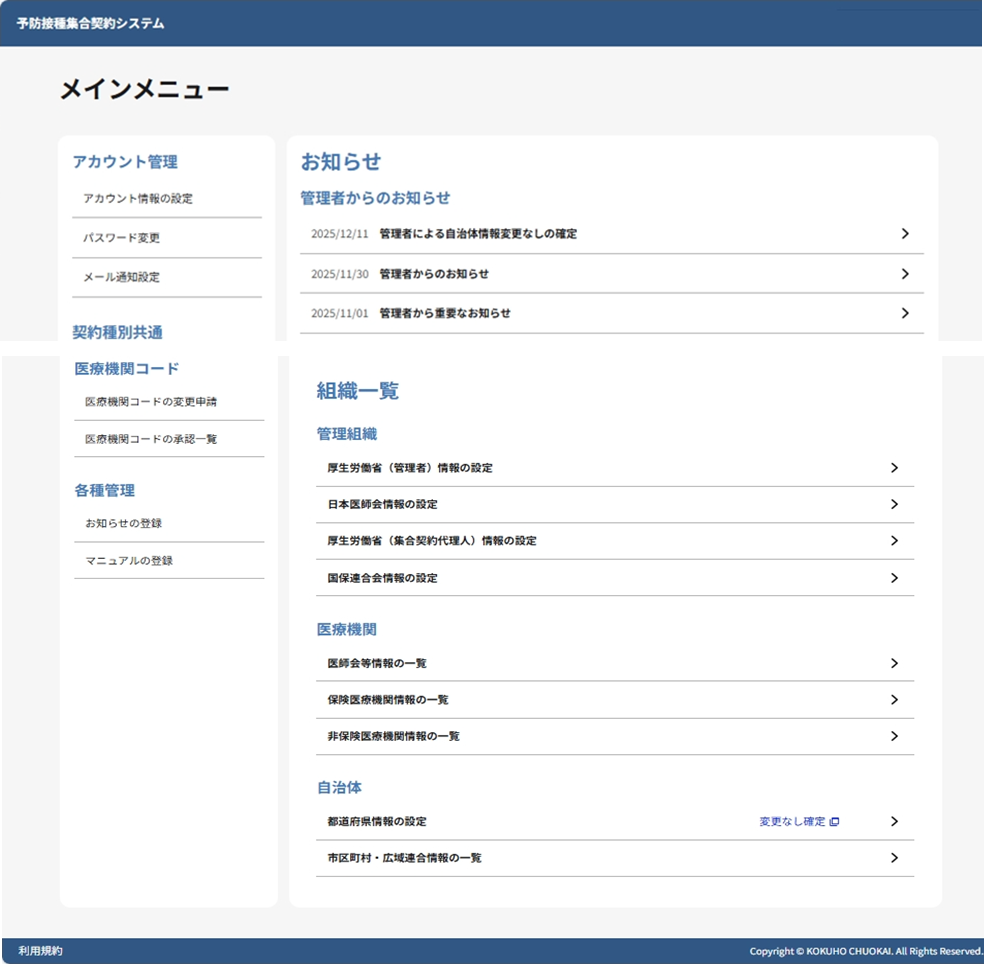 予防接種集合契約システム
メインメニュー
アカウント管理
アカウント情報の設定
パスワード変更
メール通知設定
契約種別共通
医療機関コード
医療機関コードの変更申請
医療機関コードの承認一覧
各種管理
お知らせの登録
マニュアルの登録
お知らせ
管理者からのお知らせ
2025/12/11 管理者による自治体情報変更なしの確定
2025/11/30 管理者からのお知らせ
2025/11/01 管理者から重要なお知らせ
組織一覧
管理組織
厚生労働省（管理者）情報の設定
日本医師会情報の設定
厚生労働省（集合契約代理人）情報の設定
国保連合会情報の設定
医療機関
医師会等情報の一覧
保険医療機関情報の一覧
非保険医療機関情報の一覧
自治体
都道府県情報の設定 変更なし確定
市区町村・広域連合情報の一覧
利用規約
Copyright © KOKUHO CHUOKAI. All Rights Reserved.